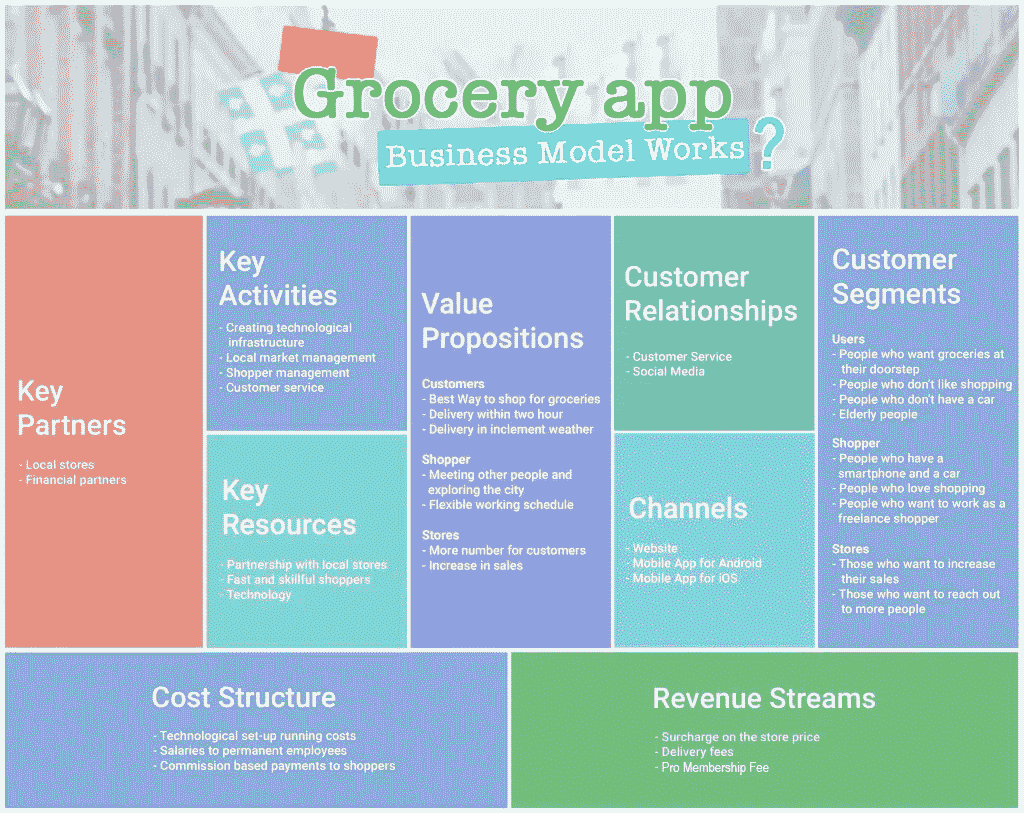 Grocery app
Business Model Works?
Key
Partners
- Local stores
- Financial partners
Key
Activities
- Creating technological
infrastructure
- Local market management
- Shopper management
- Customer service
Key
Resources
- Partnership with local stores
- Fast and skillful shoppers
- Technology
Value
Propositions
Customers
- Best Way to shop for groceries
- Delivery within two hour
- Delivery in inclement weather
Shopper
- Meeting other people and
exploring the city
- Flexible working schedule
Stores
- More number for customers
- Increase in sales
Customer
Relationships
- Customer Service
- Social Media
Channels
- Website
- Mobile App for Android
- Mobile App for iOS
Customer
Segments
Users
- People who want groceries at
their doorstep
- People who don't like shopping
- People who don't have a car
- Elderly people
Shopper
- People who have a
smartphone and a car
- People who love shopping
- People who want to work as a
freelance shopper
Stores
- Those who want to increase
their sales
- Those who want to reach out
to more people
Cost Structure
- Technological set-up running costs
- Salaries to permanent employees
- Commission based payments to shoppers
Revenue Streams
- Surcharge on the store price
- Delivery fees
- Pro Membership Fee